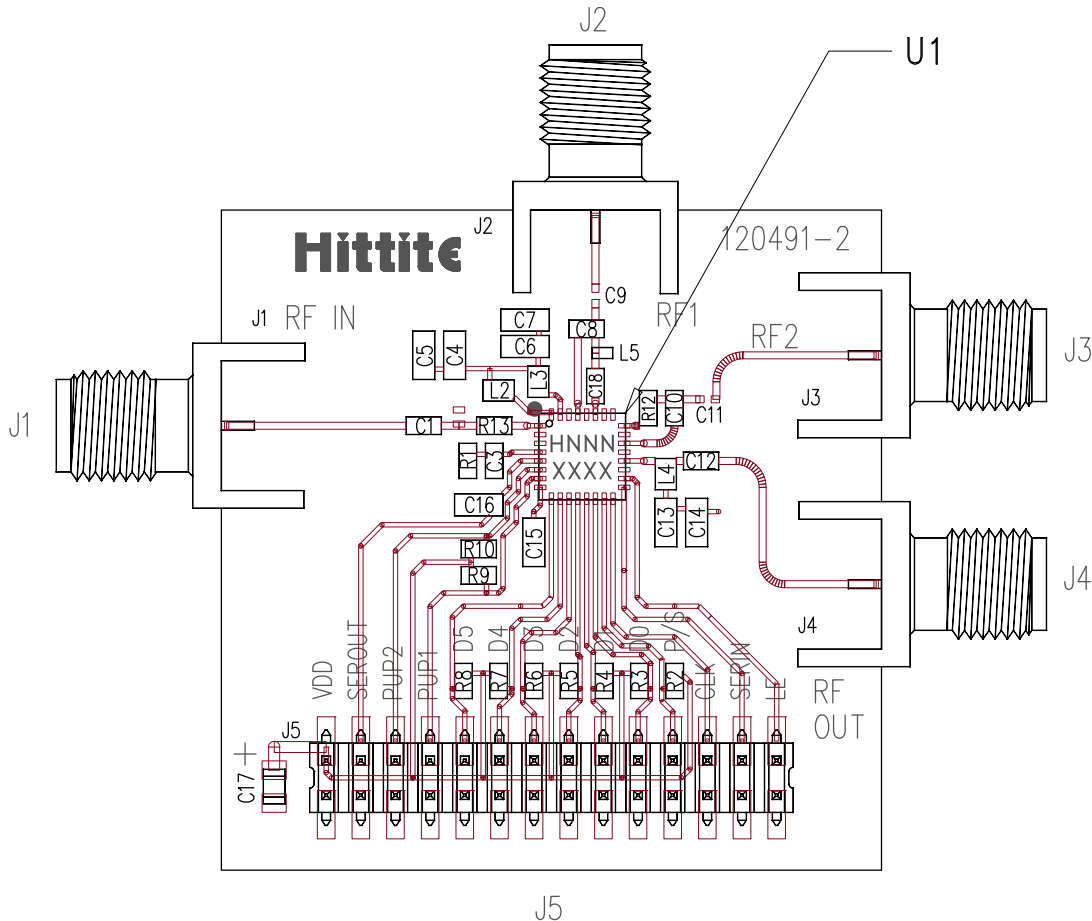 J2
U1
J2
Hittite
120491-2
C9
J1
RF IN
RF1
C7
C8
C6
L5
RF2
J3
C5
C4
L2
L3
C18
R12
C10
C11
J3
J1
C1
R13
HNNN
XXXX
R1
C3
L4
C12
C16
C15
C13
C14
R10
R9
J4
J4
VDD
SEROUT
PUP2
PUP1
D5
D4
D3
D2
D1
D0
P/S
CLK
SERIN
LE
RF
OUT
R8
R7
R6
R5
R4
R3
R2
J5
+
C17
J5